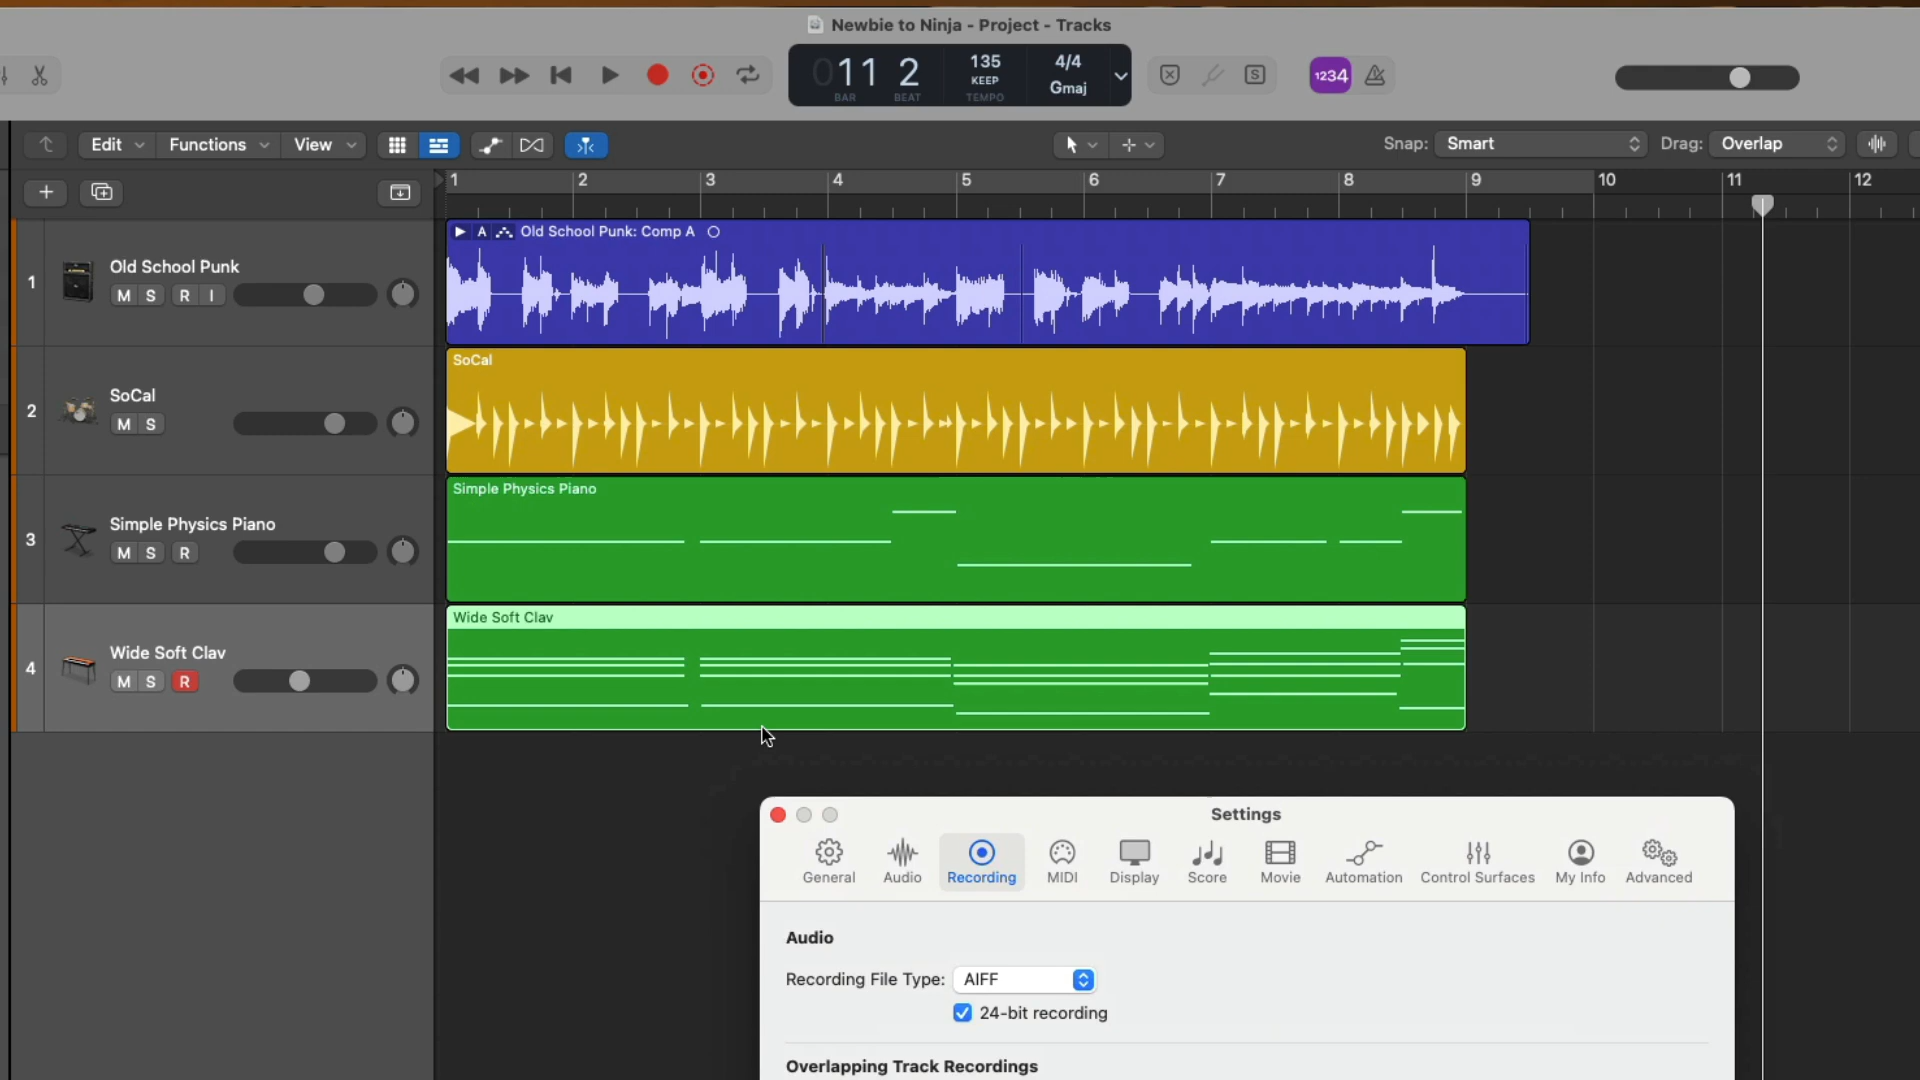 Newbie to Ninja - Project - Tracks
011 2 135 4/4
KEEP Gmaj
BAR BEAT TEMPO
S 1234
Edit Functions View Snap: Smart Drag: Overlap
1 2 3 4 5 6 7 8 9 10 11 12
A Old School Punk: Comp A
1 Old School Punk
M S R I
SoCal
2 SoCal
M S
Simple Physics Piano
3 Simple Physics Piano
M S R
Wide Soft Clav
4 Wide Soft Clav
M S R
Settings
General Audio Recording MIDI Display Score Movie Automation Control Surfaces My Info Advanced
Audio
Recording File Type: AIFF
24-bit recording
Overlapping Track Recordings